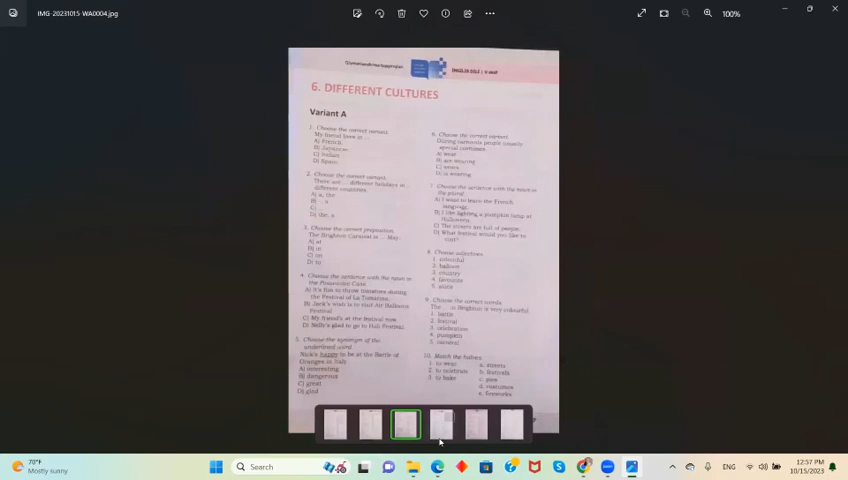 IMG-20231015-WA0004.jpg
100%
ENGLISH
6. DIFFERENT CULTURES
Variant A
1. Choose the correct variant.
My friend lives in ...
A) French
B) Japanese
C) Indian
D) Spain
2. Choose the correct variant.
There are ... different holidays in ...
different countries.
A) a, the
D) the, a
3. Choose the correct preposition.
The Brighton Carnival is ... May.
A) at
B) in
C) on
D) to
4. Choose the sentence with the noun in
the Possessive Case.
A) It's fun to throw tomatoes during
the Festival of La Tomatina.
B) Jack's wish is to visit Air Balloon
Festival.
C) My friend's at the festival now.
D) Nelly's glad to go to Holi Festival.
5. Choose the synonym of the
underlined word.
Nick's happy to be at the Battle of
Oranges in Italy.
A) interesting
B) dangerous
C) great
D) glad
6. Choose the correct variant.
During carnivals people usually
special costumes.
A) wear
B) are wearing
C) wears
D) is wearing
7. Choose the sentence with the noun in
the plural.
A) I want to learn the French
language.
B) I like lighting a pumpkin lamp at
Halloween.
C) The streets are full of people.
D) What festival would you like to
visit?
8. Choose adjectives.
1. colourful
2. balloon
3. country
4. favourite
9. Choose the correct words.
The ... in Brighton is very colourful.
1. battle
2. festival
3. celebration
4. pumpkin
5. carnival
10. Match the halves.
1. to wear a. streets
2. to celebrate b. festivals
3. to bake c. pies
d. costumes
e. fireworks
70°F
Mostly sunny
Search
ENG
12:57 PM
10/15/2023